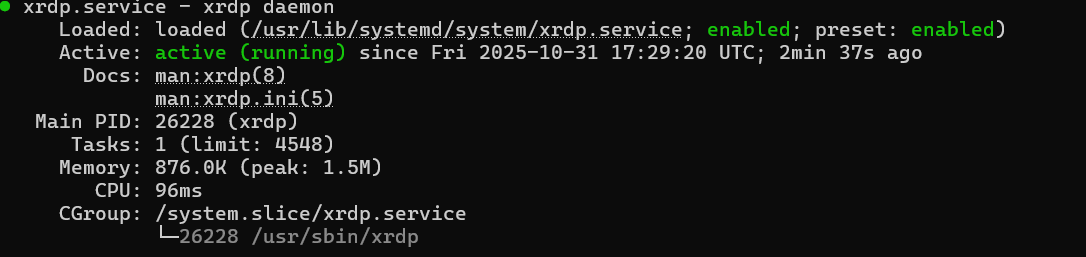 ● xrdp.service - xrdp daemon
     Loaded: loaded (/usr/lib/systemd/system/xrdp.service; enabled; preset: enabled)
     Active: active (running) since Fri 2025-10-31 17:29:20 UTC; 2min 37s ago
       Docs: man:xrdp(8)
             man:xrdp.ini(5)
   Main PID: 26228 (xrdp)
      Tasks: 1 (limit: 4548)
     Memory: 876.0K (peak: 1.5M)
        CPU: 96ms
     CGroup: /system.slice/xrdp.service
             └─26228 /usr/sbin/xrdp